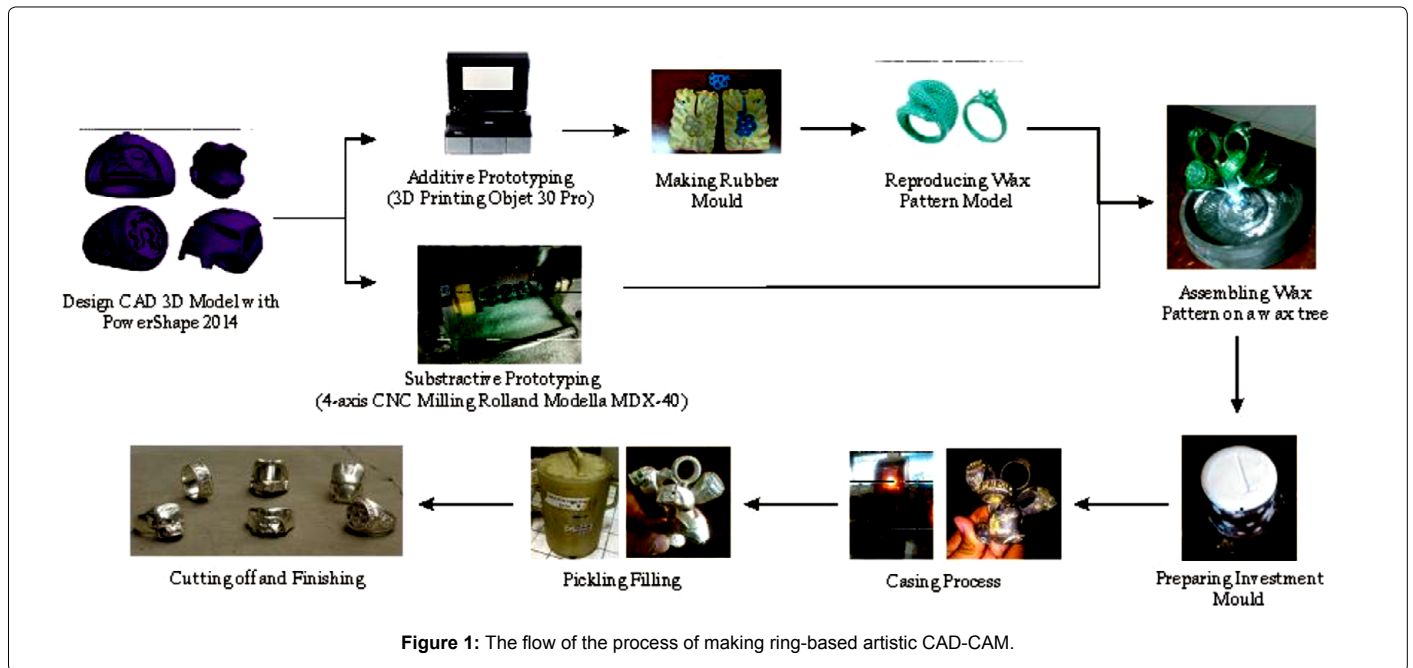 Additive Prototyping
(3D Printing Objet 30 Pro)
Making Rubber
Mould
Reproducing Wax
Pattern Model
Design CAD 3D Model with
PowerShape 2014
Assembling Wax
Pattern on a wax tree
Substractive Prototyping
(4-axis CNC Milling Rolland Modella MDX-40)
Cutting off and Finishing
Pickling Filling
Casing Process
Preparing Investment
Mould
Figure 1: The flow of the process of making ring-based artistic CAD-CAM.